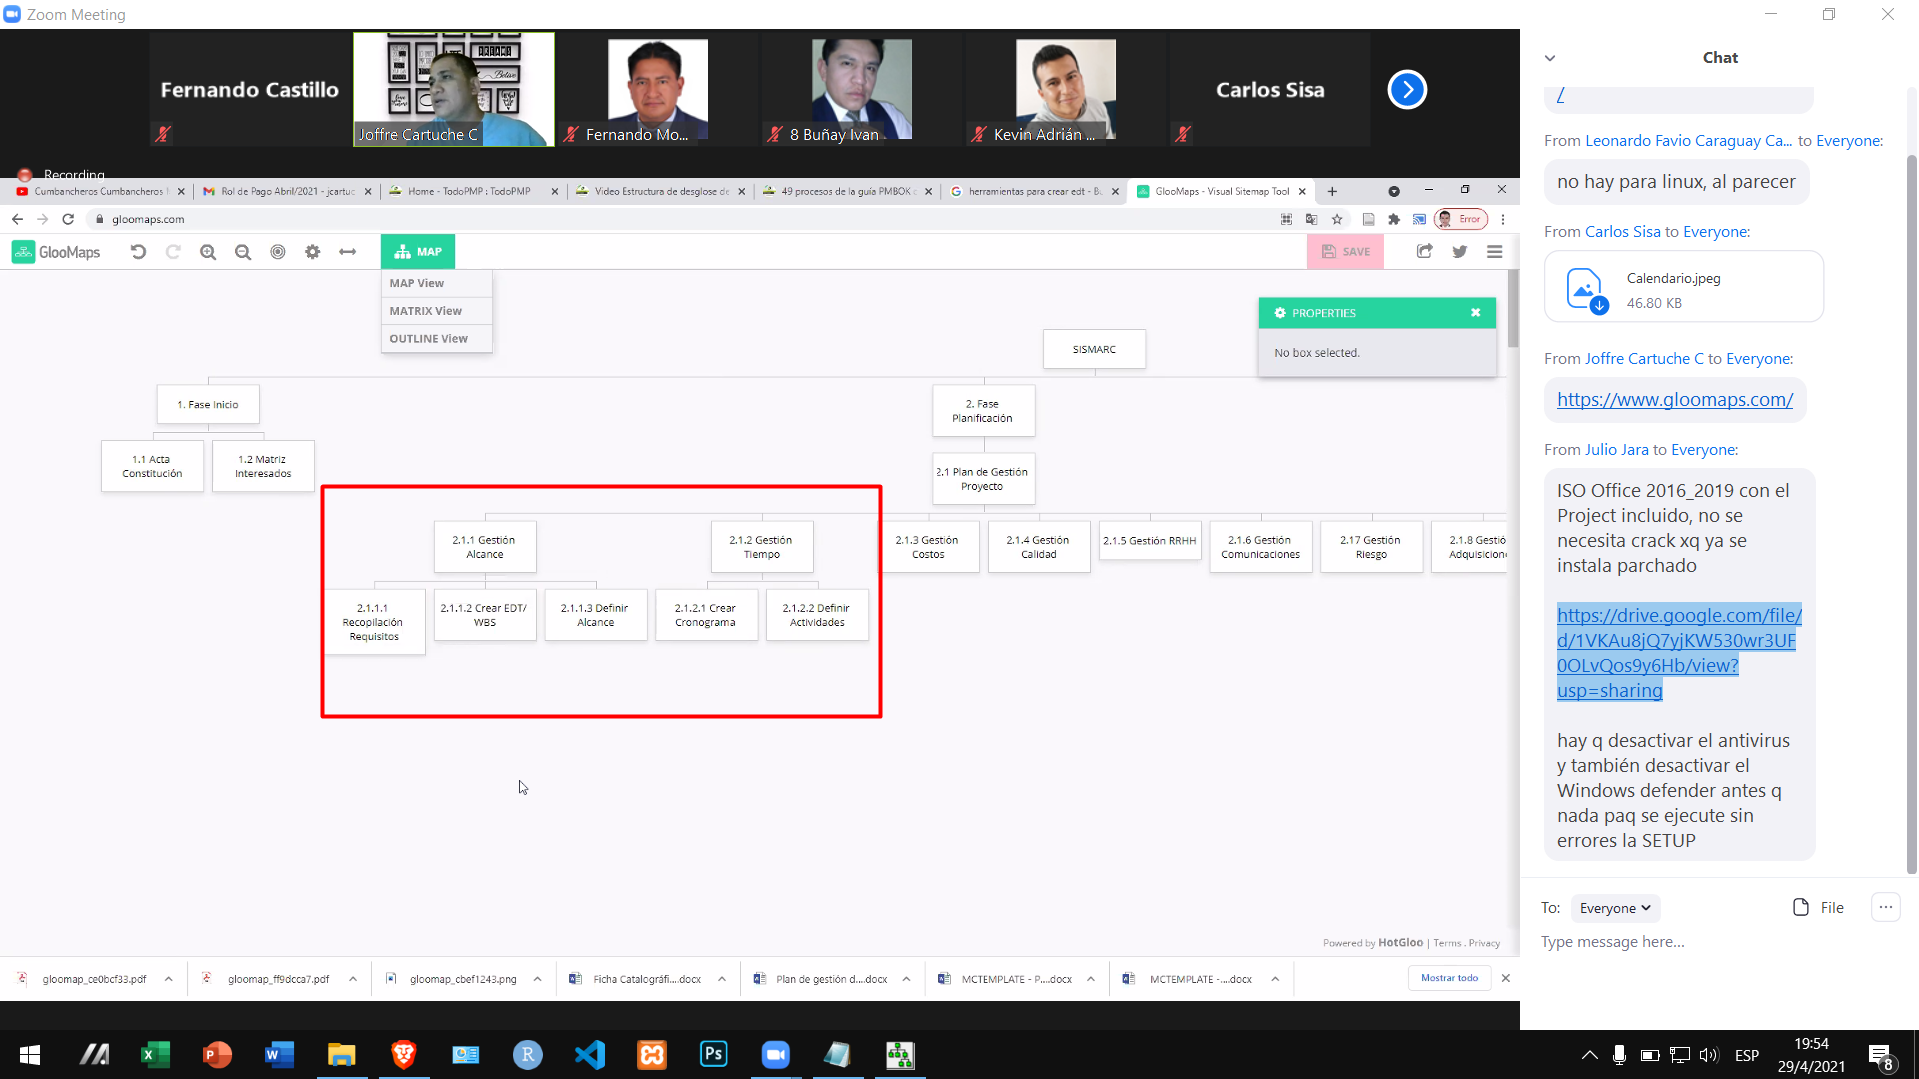 Zoom Meeting
Fernando Castillo
Joffre Cartuche C
Fernando Mo...
8 Buñay Ivan
Kevin Adrián ...
Carlos Sisa
Recording
Cumbancheros Cumbancheros
Rol de Pago Abril/2021 - jcartuc
Home - TodoPMP : TodoPMP
Video Estructura de desglose de
49 procesos de la guía PMBOK
herramientas para crear edt - Bu
GlooMaps - Visual Sitemap Tool
gloomaps.com
Error
GlooMaps
MAP
SAVE
MAP View
MATRIX View
OUTLINE View
PROPERTIES
No box selected.
SISMARC
1. Fase Inicio
2. Fase
Planificación
1.1 Acta
Constitución
1.2 Matriz
Interesados
2.1 Plan de Gestión
Proyecto
2.1.1 Gestión
Alcance
2.1.2 Gestión
Tiempo
2.1.3 Gestión
Costos
2.1.4 Gestión
Calidad
2.1.5 Gestión RRHH
2.1.6 Gestión
Comunicaciones
2.17 Gestión
Riesgo
2.1.8 Gestió
Adquisicion
2.1.1.1
Recopilación
Requisitos
2.1.1.2 Crear EDT/
WBS
2.1.1.3 Definir
Alcance
2.1.2.1 Crear
Cronograma
2.1.2.2 Definir
Actividades
Powered by HotGloo | Terms . Privacy
gloomap_ce0bcf33.pdf
gloomap_ff9dcca7.pdf
gloomap_cbef1243.png
Ficha Catalográfi....docx
Plan de gestión d....docx
MCTEMPLATE - P....docx
MCTEMPLATE -....docx
Mostrar todo
Chat
/
From Leonardo Favio Caraguay Ca... to Everyone:
no hay para linux, al parecer
From Carlos Sisa to Everyone:
Calendario.jpeg
46.80 KB
From Joffre Cartuche C to Everyone:
https://www.gloomaps.com/
From Julio Jara to Everyone:
ISO Office 2016_2019 con el
Project incluido, no se
necesita crack xq ya se
instala parchado
https://drive.google.com/file/
d/1VKAu8jQ7yjKW530wr3UF
0OLvQos9y6Hb/view?
usp=sharing
hay q desactivar el antivirus
y también desactivar el
Windows defender antes q
nada paq se ejecute sin
errores la SETUP
To: Everyone
File
Type message here...
ESP
19:54
29/4/2021
8